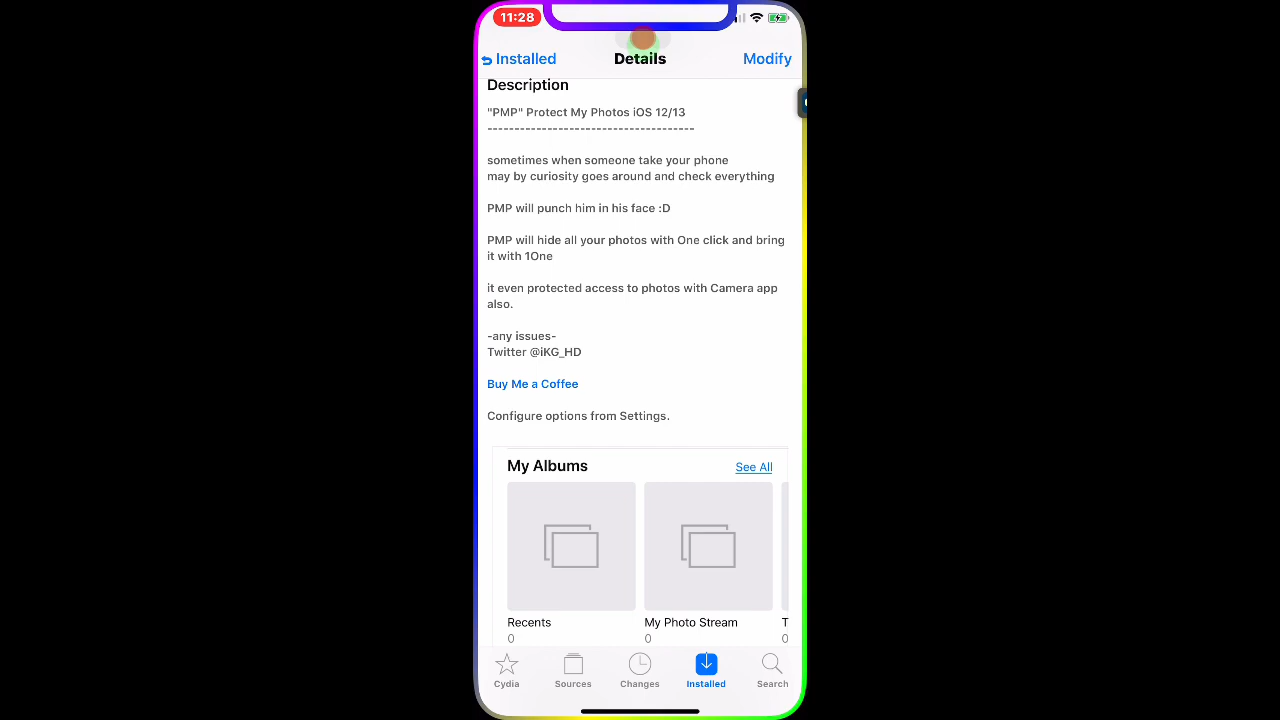 11:28
Installed
Details
Modify
Description
"PMP" Protect My Photos iOS 12/13
---------------------------------------
sometimes when someone take your phone
may by curiosity goes around and check everything
PMP will punch him in his face :D
PMP will hide all your photos with One click and bring
it with 1One
it even protected access to photos with Camera app
also.
-any issues-
Twitter @iKG_HD
Buy Me a Coffee
Configure options from Settings.
My Albums
See All
Recents
My Photo Stream
T
0
0
0
Cydia
Sources
Changes
Installed
Search